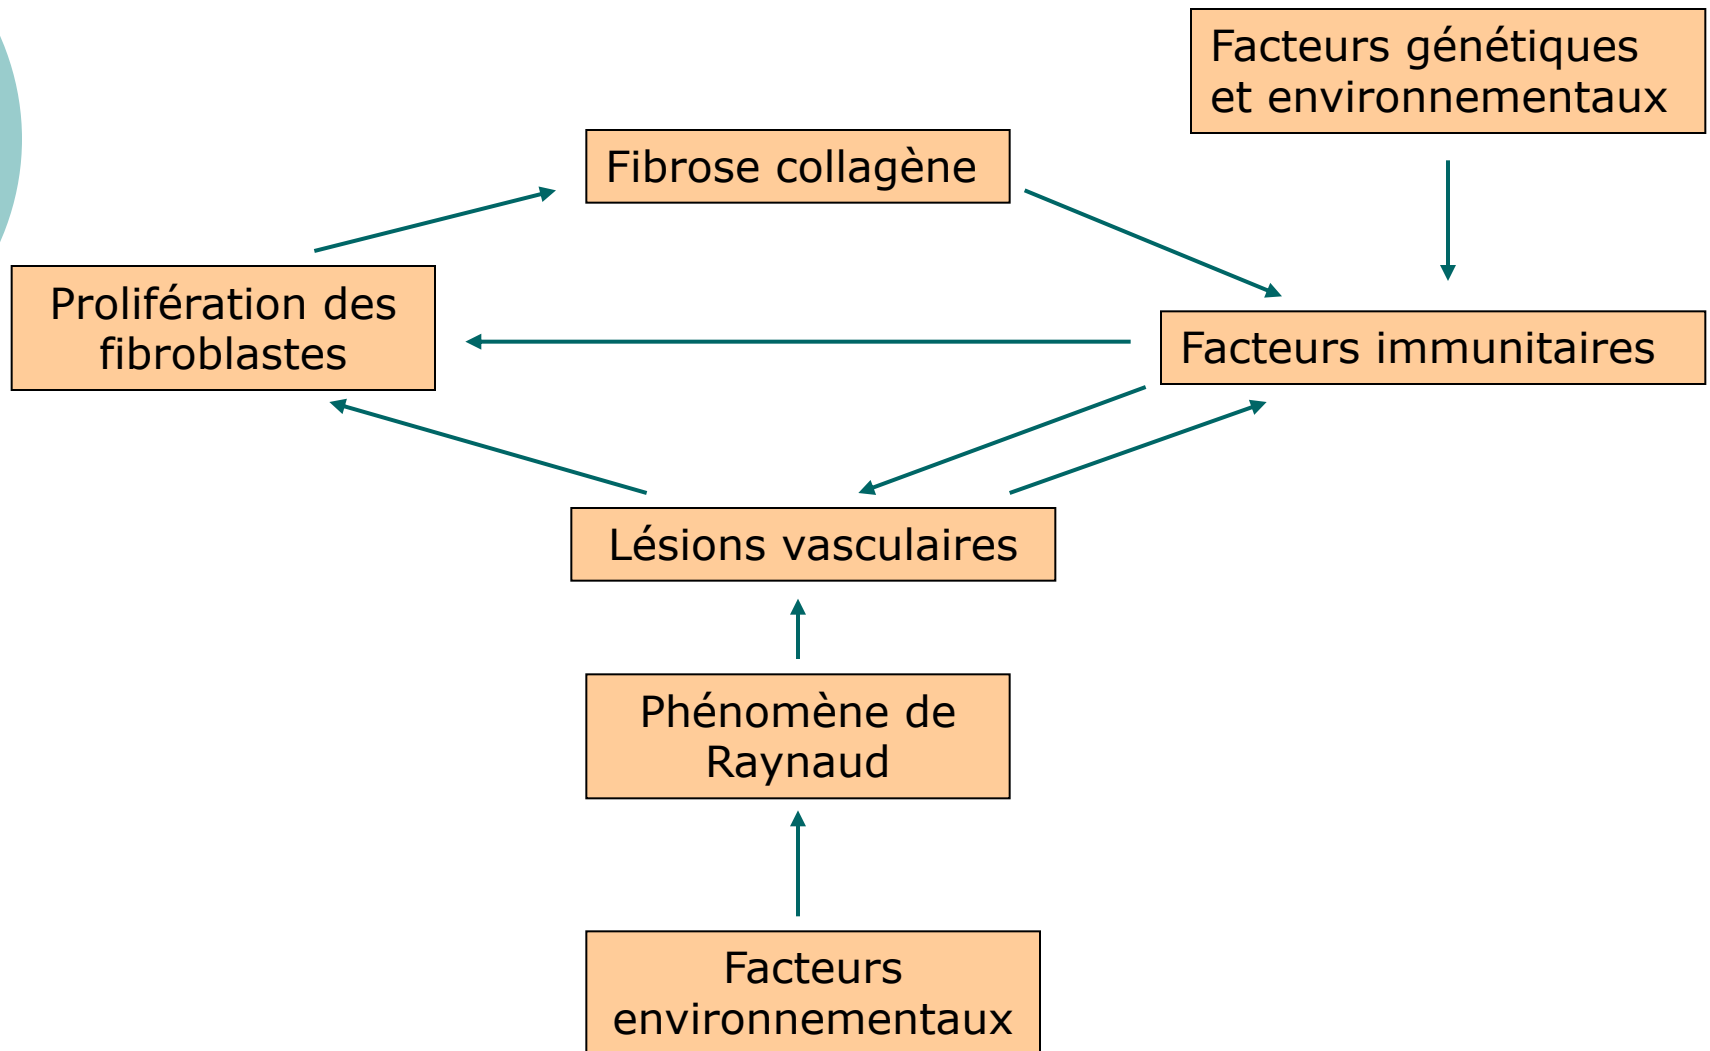 Facteurs génétiques
et environnementaux
Fibrose collagène
Prolifération des
fibroblastes
Facteurs immunitaires
Lésions vasculaires
Phénomène de
Raynaud
Facteurs
environnementaux